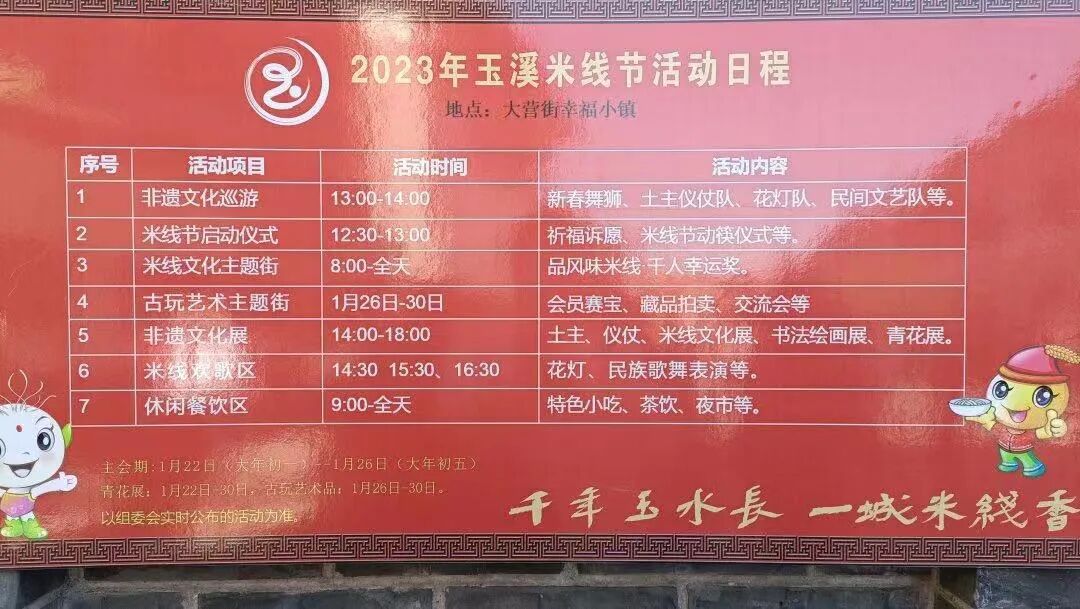 2023年玉溪米线节活动日程
地点：大营街幸福小镇
序号 活动项目 活动时间 活动内容
1 非遗文化巡游 13:00-14:00 新春舞狮、土主仪仗队、花灯队、民间文艺队等。
2 米线节启动仪式 12:30-13:00 祈福诉愿、米线节动筷仪式等。
3 米线文化主题街 8:00-全天 品风味米线 千人幸运奖。
4 古玩艺术主题街 1月26日-30日 会员赛宝、藏品拍卖、交流会等
5 非遗文化展 14:00-18:00 土主、仪仗、米线文化展、书法绘画展、青花展。
6 米线欢歌区 14:30 15:30、16:30 花灯、民族歌舞表演等。
7 休闲餐饮区 9:00-全天 特色小吃、茶饮、夜市等。
主会期：1月22日（大年初一）--1月26日（大年初五）
青花展：1月22日-30日，古玩艺术品：1月26日-30日。
以组委会实时公布的活动为准。
千年玉水長 一城米綫香